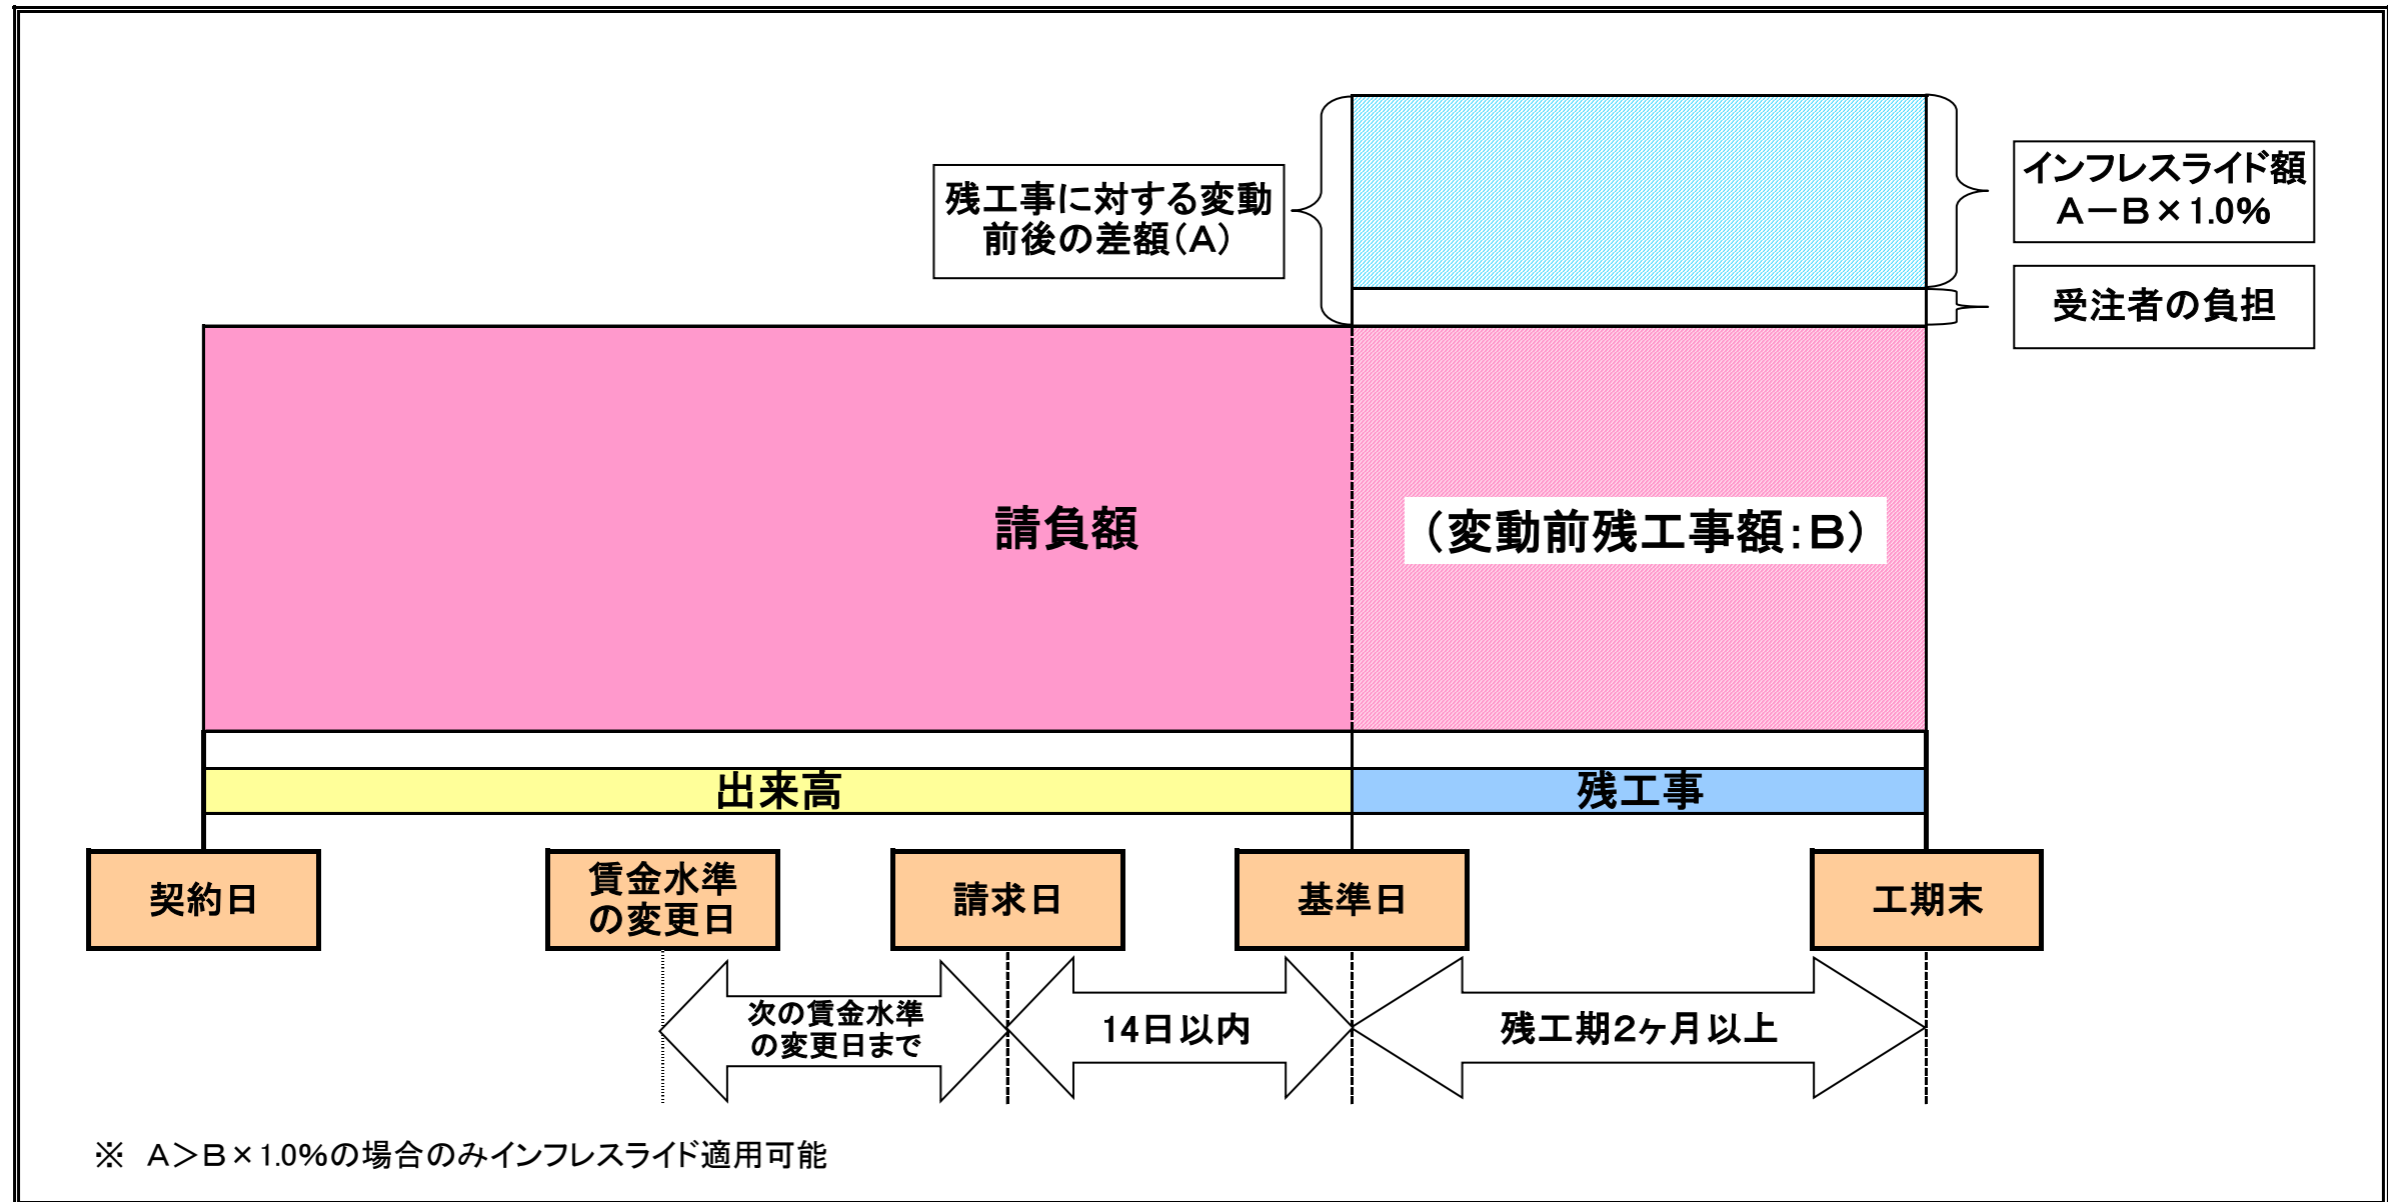 残工事に対する変動
前後の差額(A)
インフレスライド額
A－B×1.0%
受注者の負担
請負額
(変動前残工事額:B)
出来高
残工事
契約日
賃金水準
の変更日
請求日
基準日
工期末
次の賃金水準
の変更日まで
14日以内
残工期2ヶ月以上
※ A＞B×1.0%の場合のみインフレスライド適用可能